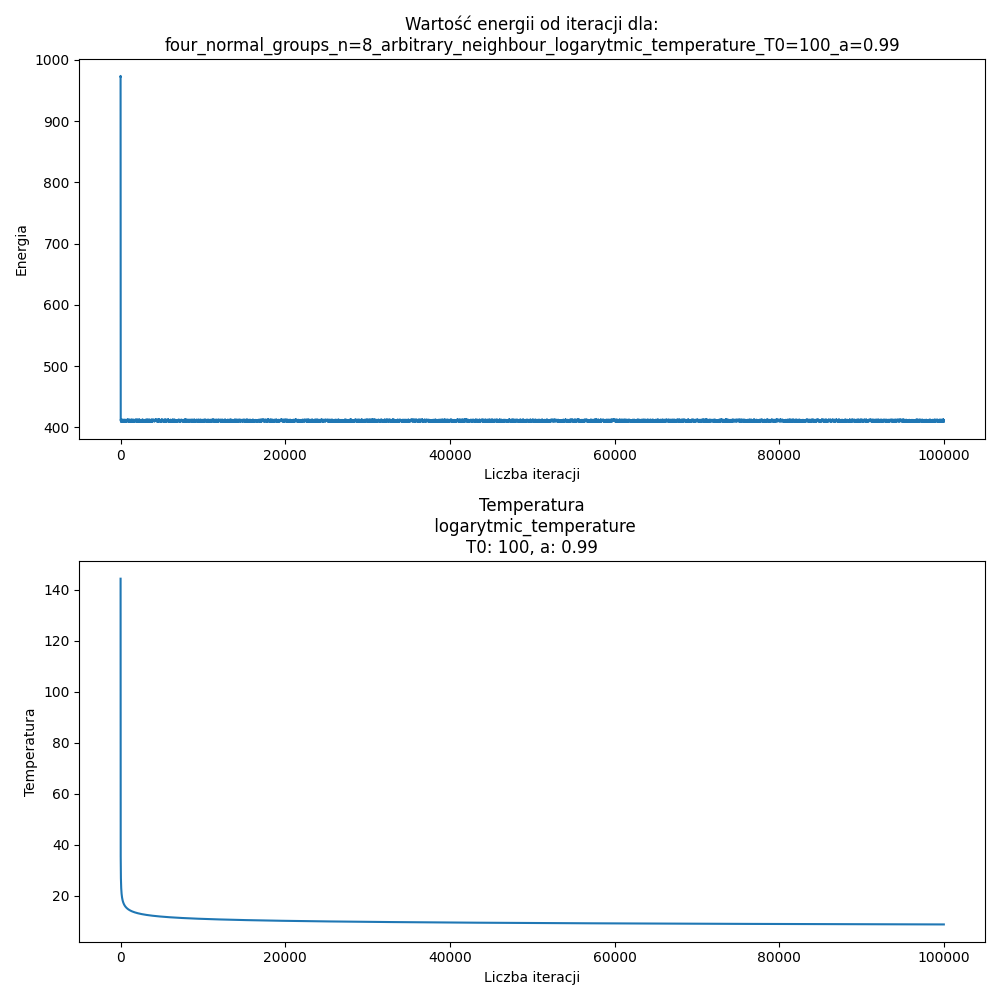 Wartość energii od iteracji dla:
four_normal_groups_n=8_arbitrary_neighbour_logarytmic_temperature_T0=100_a=0.99
1000
900
800
700
600
500
400
Energia
0 20000 40000 60000 80000 100000
Liczba iteracji
Temperatura
logarytmic_temperature
T0: 100, a: 0.99
140
120
100
80
60
40
20
Temperatura
0 20000 40000 60000 80000 100000
Liczba iteracji